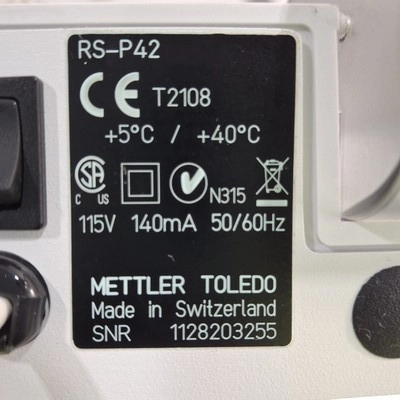 RS-P42
CE T2108
+5°C / +40°C
SA
C US N315
115V 140mA 50/60Hz
METTLER TOLEDO
Made in Switzerland
SNR 1128203255